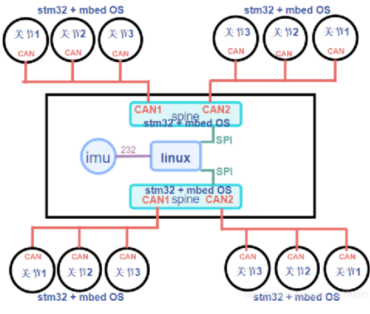 stm32 + mbed OS
stm32 + mbed OS
关节1
关节2
关节3
关节3
关节2
关节1
CAN
CAN
CAN
CAN
CAN
CAN
CAN1
CAN2
spine
stm32 + mbed OS
SPI
imu
232
linux
SPI
stm32 + mbed OS
CAN1
spine
CAN2
CAN
CAN
CAN
CAN
CAN
CAN
关节1
关节2
关节3
关节3
关节2
关节1
stm32 + mbed OS
stm32 + mbed OS